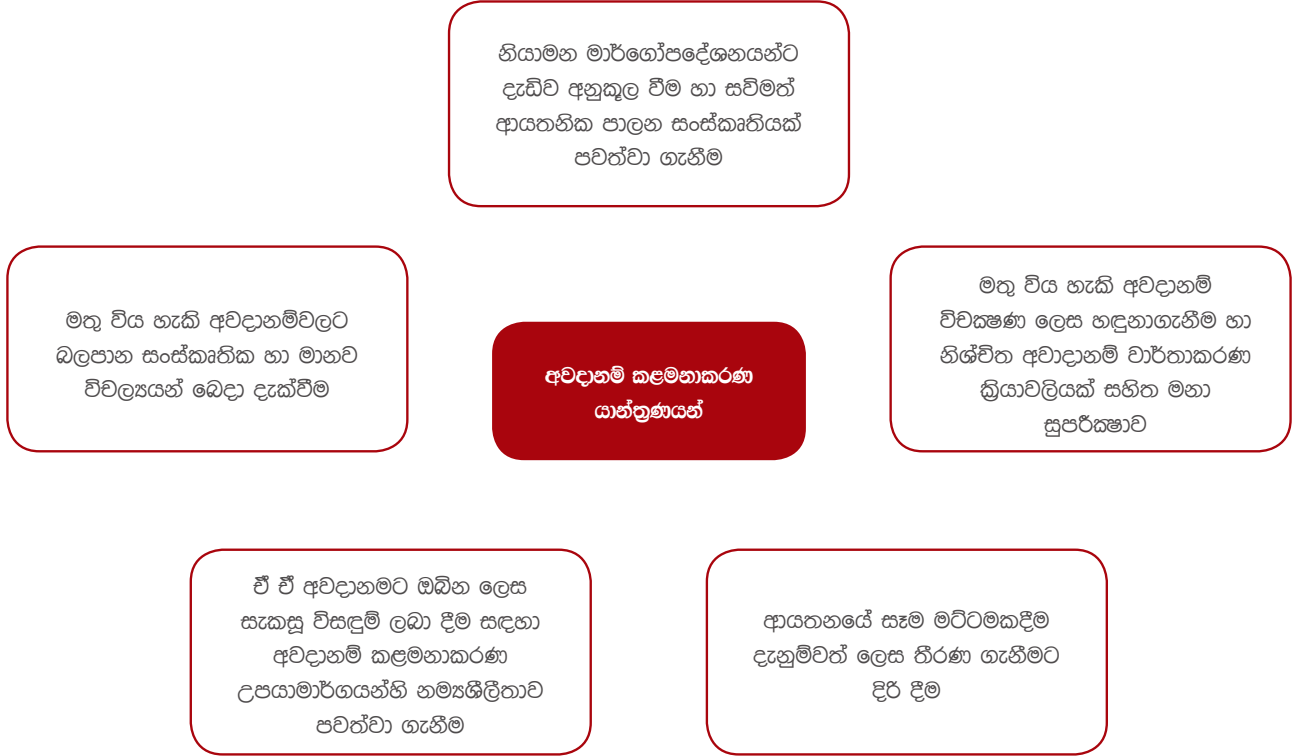 නියාමන මාර්ගෝපදේශනයන්ට
දැඩිව අනුකූල වීම හා සවිමත්
ආයතනික පාලන සංස්කෘතියක්
පවත්වා ගැනීම
මතු විය හැකි අවදානම්වලට
බලපාන සංස්කෘතික හා මානව
විචල්‍යයන් බෙදා දැක්වීම
අවදානම් කළමනාකරණ
යාන්ත්‍රණයන්
මතු විය හැකි අවදානම්
විචක්‍ෂණ ලෙස හඳුනාගැනීම හා
නිශ්චිත අවාදානම් වාර්තාකරණ
ක්‍රියාවලියක් සහිත මනා
සුපරීක්‍ෂාව
ඒ ඒ අවදානමට ඔබින ලෙස
සැකසූ විසඳුම් ලබා දීම සඳහා
අවදානම් කළමනාකරණ
උපයාමාර්ගයන්හි නම්‍යශීලීතාව
පවත්වා ගැනීම
ආයතනයේ සෑම මට්ටමකදීම
දැනුම්වත් ලෙස තීරණ ගැනීමට
දිරි දීම